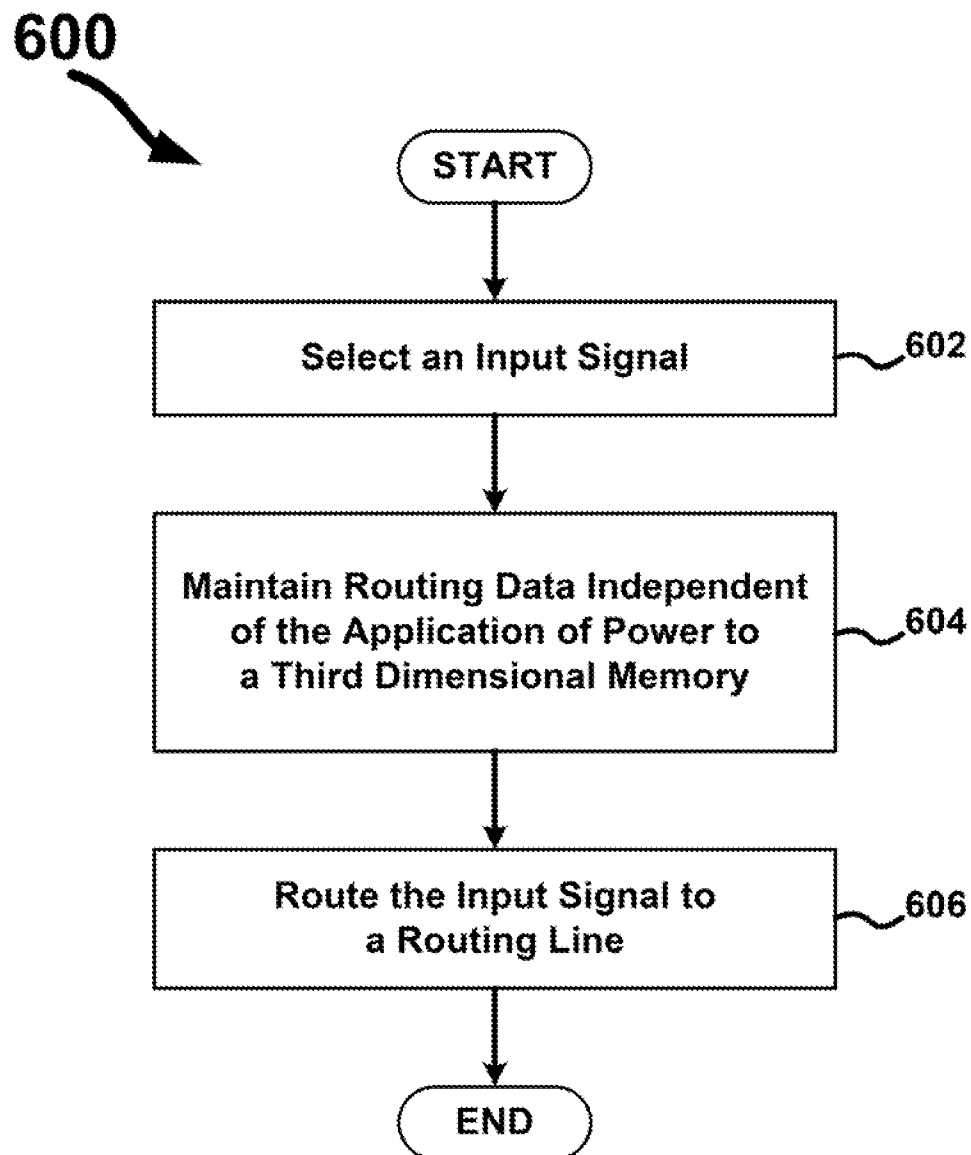 600
START
Select an Input Signal
602
Maintain Routing Data Independent
of the Application of Power to
a Third Dimensional Memory
604
Route the Input Signal to
a Routing Line
606
END